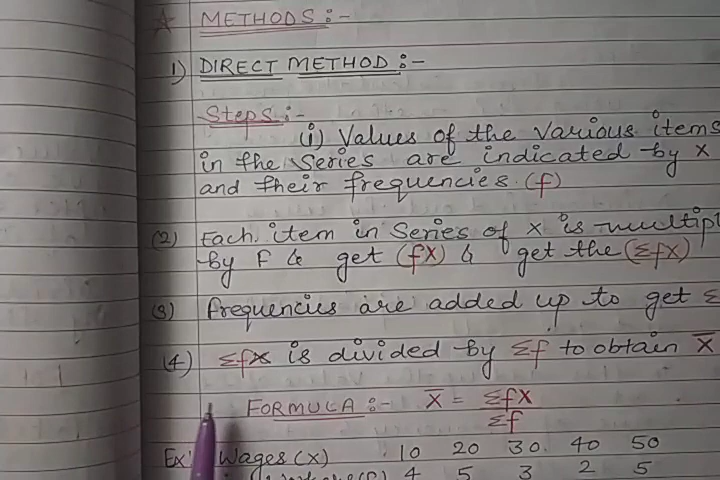 METHODS :-
1) DIRECT METHOD :-
Steps :-
(i) Values of the various items
in the series are indicated by x
and their frequencies. (f)
(2) Each item in series of x is multipl
by F & get (fx) & get the (Σfx)
(3) frequencies are added up to get Σ
(4) Σfx is divided by Σf to obtain X̅
FORMULA :- X̅ = Σfx / Σf
Ex: Wages (x) 10 20 30. 40 50
4 5 3 2 5